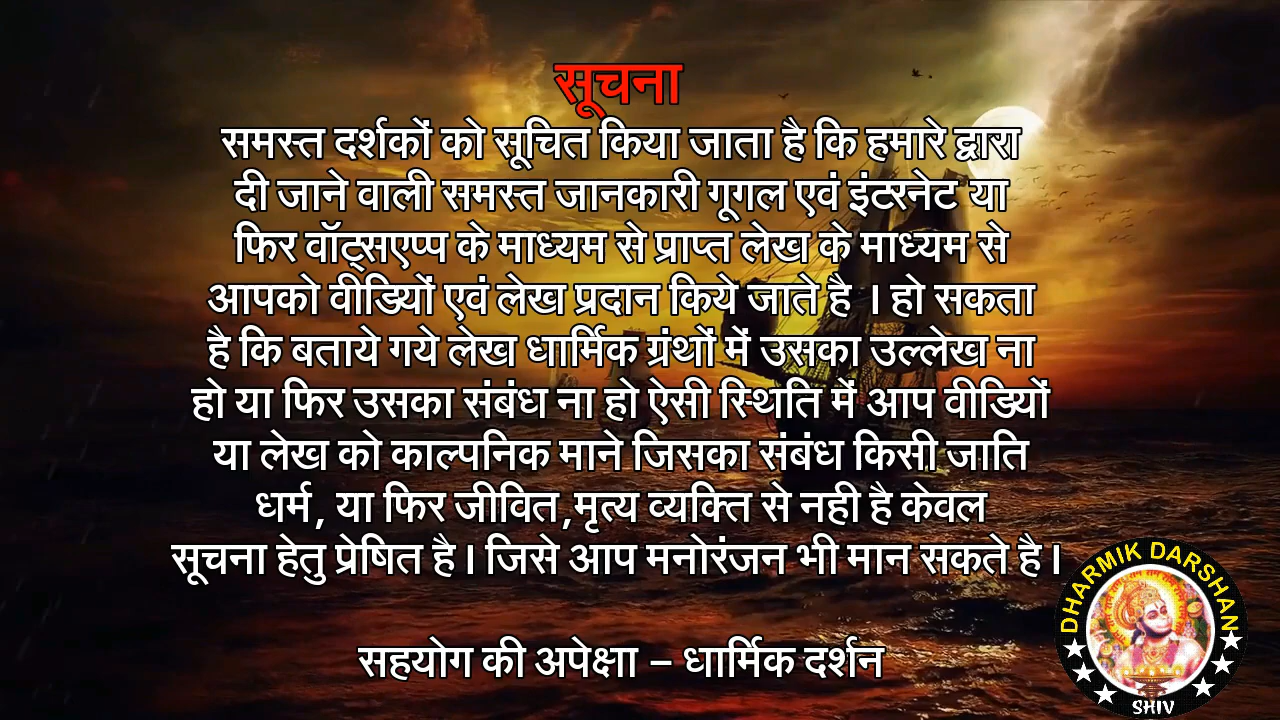 सूचना
समस्त दर्शकों को सूचित किया जाता है कि हमारे द्वारा
दी जाने वाली समस्त जानकारी गूगल एवं इंटरनेट या
फिर वॉट्सएप्प के माध्यम से प्राप्त लेख के माध्यम से
आपको वीडियों एवं लेख प्रदान किये जाते है । हो सकता
है कि बताये गये लेख धार्मिक ग्रंथों में उसका उल्लेख ना
हो या फिर उसका संबंध ना हो ऐसी स्थिति में आप वीडियों
या लेख को काल्पनिक माने जिसका संबंध किसी जाति
धर्म , या फिर जीवित,मृत्य व्यक्ति से नही है केवल
सूचना हेतु प्रेषित है । जिसे आप मनोरंजन भी मान सकते है ।
सहयोग की अपेक्षा – धार्मिक दर्शन
DHARMIK DARSHAN
SHIV